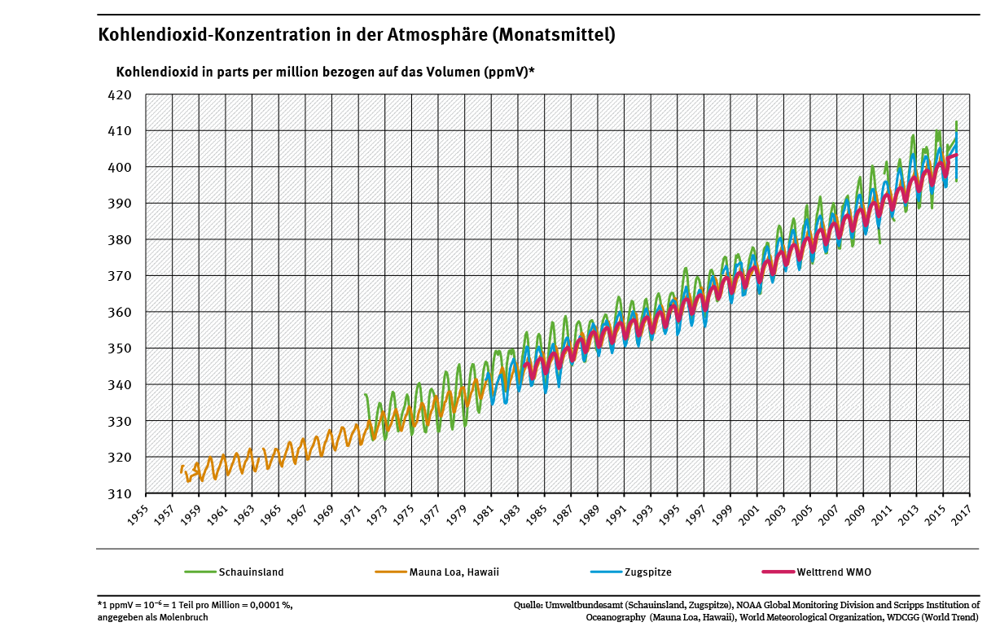 Kohlendioxid-Konzentration in der Atmosphäre (Monatsmittel)
Kohlendioxid in parts per million bezogen auf das Volumen (ppmV)*
420
410
400
390
380
370
360
350
340
330
320
310
1955 1957 1959 1961 1963 1965 1967 1969 1971 1973 1975 1977 1979 1981 1983 1985 1987 1989 1991 1993 1995 1997 1999 2001 2003 2005 2007 2009 2011 2013 2015 2017
Schauinsland Mauna Loa, Hawaii Zugspitze Welttrend WMO
*1 ppmV = 10⁻⁶ = 1 Teil pro Million = 0,0001 %,
angegeben als Molenbruch
Quelle: Umweltbundesamt (Schauinsland, Zugspitze), NOAA Global Monitoring Division and Scripps Institution of
Oceanography (Mauna Loa, Hawaii), World Meteorological Organization, WDCGG (World Trend)